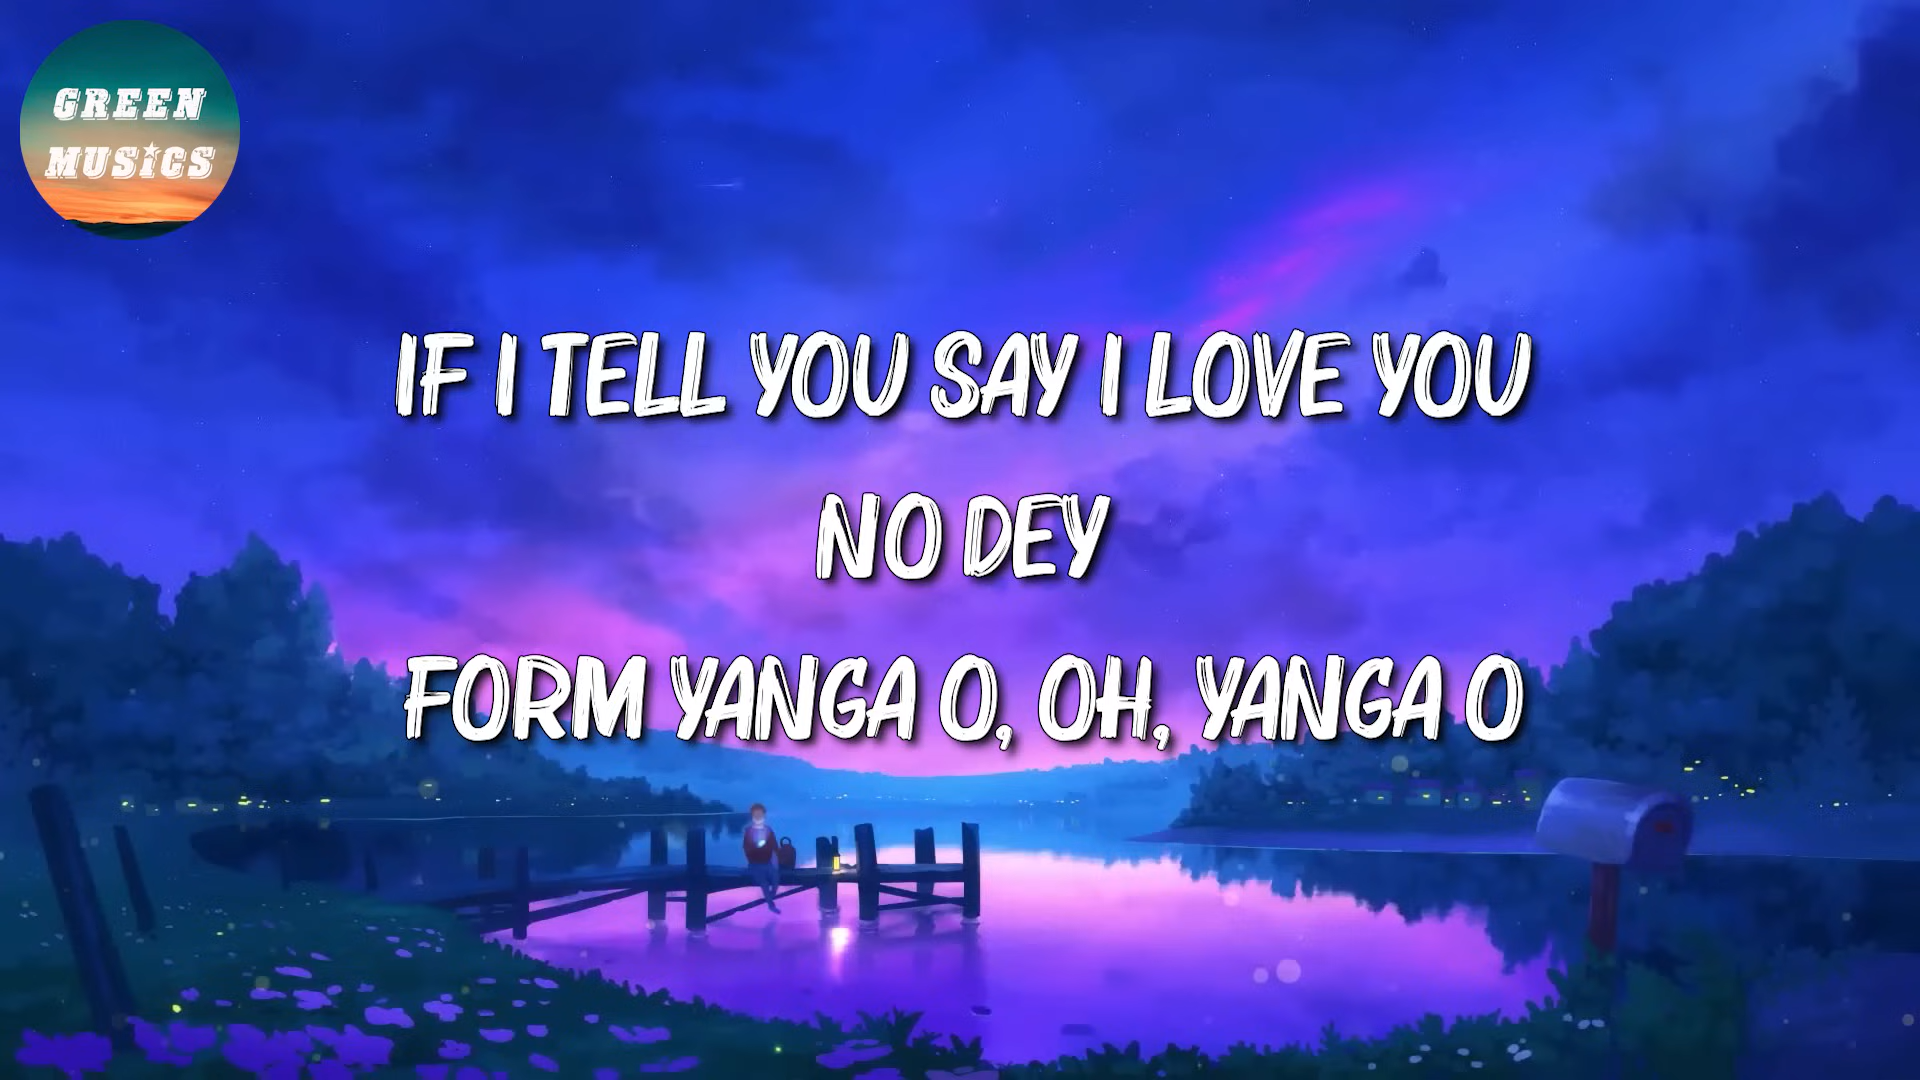 GREEN
MUSICS
IF I TELL YOU SAY I LOVE YOU
NO DEY
FORM YANGA O, OH, YANGA O